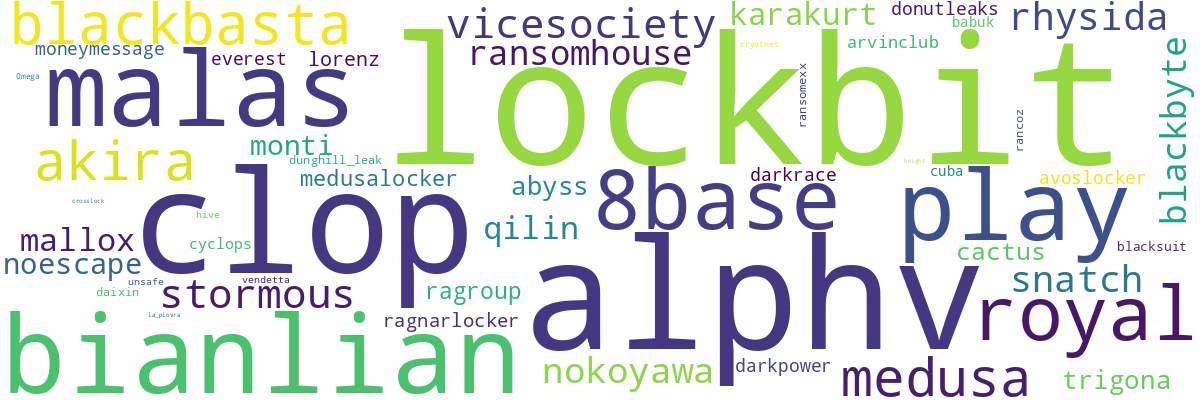 blackbasta
vicesociety
karakurt
donutleaks
babuk
rhysida
moneymessage
everest
lorenz
ransomhouse
cryptnet
arvinclub
0mega
malas
lockbit
ransomexx
rancoz
blackbyte
akira
monti
dunghill_leak
knight
medusalocker
abyss
8base
darkrace
cuba
avoslocker
play
crosslock
hive
clop
mallox
cyclops
qilin
blacksuit
cactus
noescape
unsafe
vendetta
daixin
stormous
ragroup
alphv
snatch
royal
la_piovra
ragnarlocker
bianlian
nokoyawa
darkpower
medusa
trigona